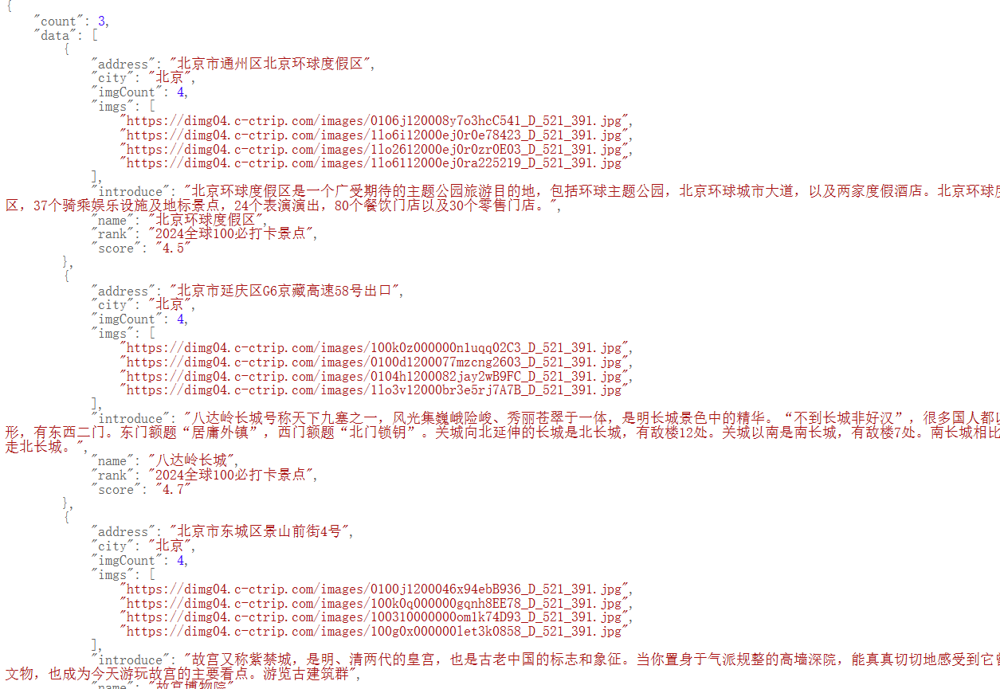 {
"count": 3,
"data": [
{
"address": "北京市通州区北京环球度假区",
"city": "北京",
"imgCount": 4,
"imgs": [
"https://dimg04.c-ctrip.com/images/0106j120008y7o3hcC541_D_521_391.jpg",
"https://dimg04.c-ctrip.com/images/1lo6i12000ej0r0e78423_D_521_391.jpg",
"https://dimg04.c-ctrip.com/images/1lo2612000ej0r0zr0E03_D_521_391.jpg",
"https://dimg04.c-ctrip.com/images/1lo6112000ej0ra225219_D_521_391.jpg"
],
"introduce": "北京环球度假区是一个广受期待的主题公园旅游目的地，包括环球主题公园，北京环球城市大道，以及两家度假酒店。北京环球度
区，37个骑乘娱乐设施及地标景点，24个表演演出，80个餐饮门店以及30个零售门店。",
"name": "北京环球度假区",
"rank": "2024全球100必打卡景点",
"score": "4.5"
},
{
"address": "北京市延庆区G6京藏高速58号出口",
"city": "北京",
"imgCount": 4,
"imgs": [
"https://dimg04.c-ctrip.com/images/100k0z000000n1uqq02C3_D_521_391.jpg",
"https://dimg04.c-ctrip.com/images/0100d1200077mzcng2603_D_521_391.jpg",
"https://dimg04.c-ctrip.com/images/0104h1200082jay2wB9FC_D_521_391.jpg",
"https://dimg04.c-ctrip.com/images/1lo3v12000br3e5rj7A7B_D_521_391.jpg"
],
"introduce": "八达岭长城号称天下九塞之一，风光集巍峨险峻、秀丽苍翠于一体，是明长城景色中的精华。“不到长城非好汉”，很多国人都以
形，有东西二门。东门额题“居庸外镇”，西门额题“北门锁钥”。关城向北延伸的长城是北长城，有敌楼12处。关城以南是南长城，有敌楼7处。南长城相比
走北长城。",
"name": "八达岭长城",
"rank": "2024全球100必打卡景点",
"score": "4.7"
},
{
"address": "北京市东城区景山前街4号",
"city": "北京",
"imgCount": 4,
"imgs": [
"https://dimg04.c-ctrip.com/images/0100j1200046x94ebB936_D_521_391.jpg",
"https://dimg04.c-ctrip.com/images/100k0q000000gqnh8EE78_D_521_391.jpg",
"https://dimg04.c-ctrip.com/images/100310000000om1k74D93_D_521_391.jpg",
"https://dimg04.c-ctrip.com/images/100g0x000000let3k0858_D_521_391.jpg"
],
"introduce": "故宫又称紫禁城，是明、清两代的皇宫，也是古老中国的标志和象征。当你置身于气派规整的高墙深院，能真真切切地感受到它曾
文物，也成为今天游玩故宫的主要看点。游览古建筑群",
"name": "故宫博物院"